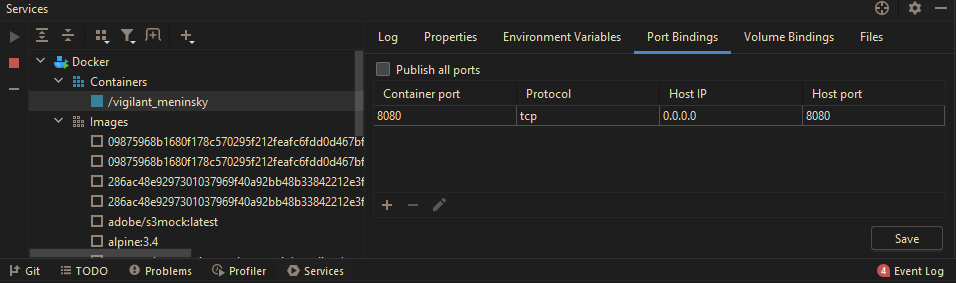 Services
Docker
Containers
/vigilant_meninsky
Images
09875968b1680f178c570295f212feafc6fdd0d467bf
09875968b1680f178c570295f212feafc6fdd0d467bf
286ac48e9297301037969f40a92bb48b33842212e3f
286ac48e9297301037969f40a92bb48b33842212e3f
adobe/s3mock:latest
alpine:3.4
Log Properties Environment Variables Port Bindings Volume Bindings Files
Publish all ports
Container port Protocol Host IP Host port
8080 tcp 0.0.0.0 8080
Save
Git TODO Problems Profiler Services 4 Event Log